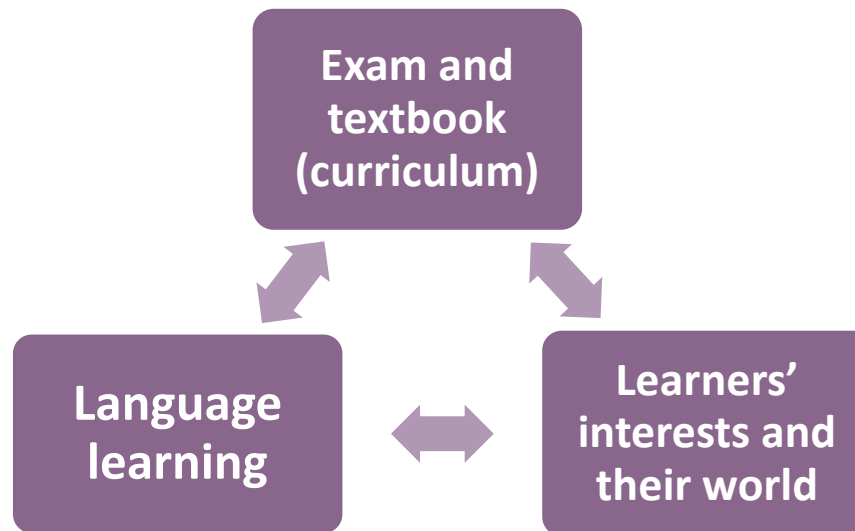 Exam and
textbook
(curriculum)
Language
learning
Learners’
interests and
their world